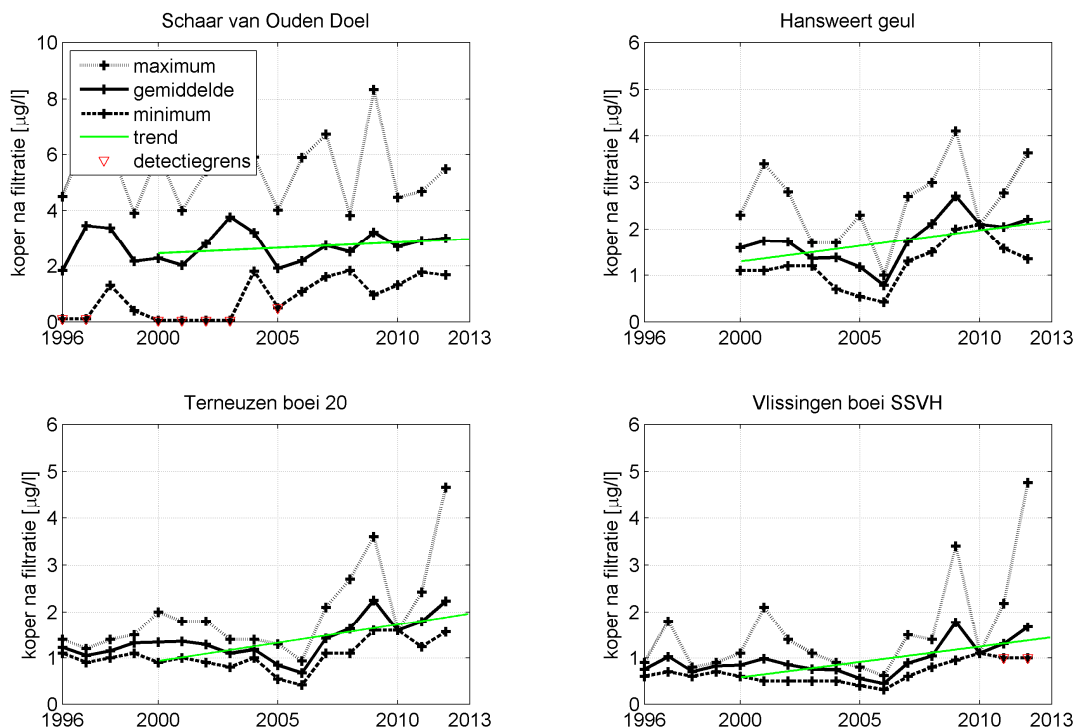 Schaar van Ouden Doel
koper na filtratie [µg/l]
10
8
6
4
2
0
maximum
gemiddelde
minimum
trend
detectiegrens
1996 2000 2005 2010 2013
Hansweert geul
koper na filtratie [µg/l]
6
5
4
3
2
1
0
1996 2000 2005 2010 2013
Terneuzen boei 20
koper na filtratie [µg/l]
6
5
4
3
2
1
0
1996 2000 2005 2010 2013
Vlissingen boei SSVH
koper na filtratie [µg/l]
6
5
4
3
2
1
0
1996 2000 2005 2010 2013